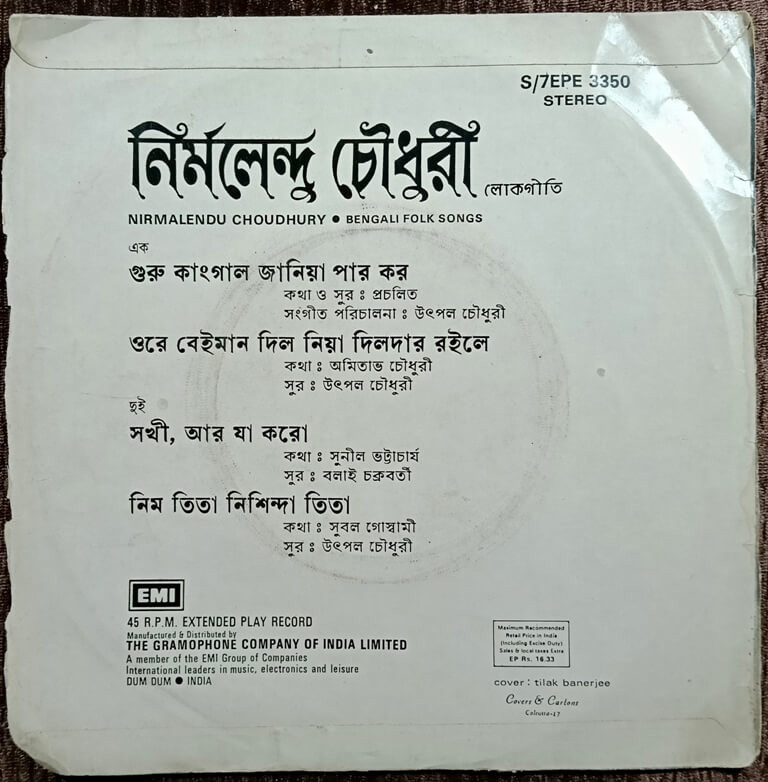 S/7EPE 3350
STEREO
নির্মলেন্দু চৌধুরী লোকগীতি
NIRMALENDU CHOUDHURY ● BENGALI FOLK SONGS
এক
গুরু কাংগাল জানিয়া পার কর
কথা ও সুর : প্রচলিত
সংগীত পরিচালনা : উৎপল চৌধুরী
ওরে বেইমান দিল নিয়া দিলদার রইলে
কথা : অমিতাভ চৌধুরী
সুর : উৎপল চৌধুরী
দুই
সখী, আর যা করো
কথা : সুনীল ভট্টাচার্য
সুর : বলাই চক্রবর্তী
নিম তিতা নিশিন্দা তিতা
কথা : সুবল গোস্বামী
সুর : উৎপল চৌধুরী
EMI
45 R.P.M. EXTENDED PLAY RECORD
Manufactured & Distributed by
THE GRAMOPHONE COMPANY OF INDIA LIMITED
A member of the EMI Group of Companies
International leaders in music, electronics and leisure
DUM DUM ● INDIA
Maximum Recommended
Retail Price in India
(Including Excise Duty)
Sales & local taxes Extra
EP Rs. 16.33
cover : tilak banerjee
Covers & Cartons
Calcutta-17